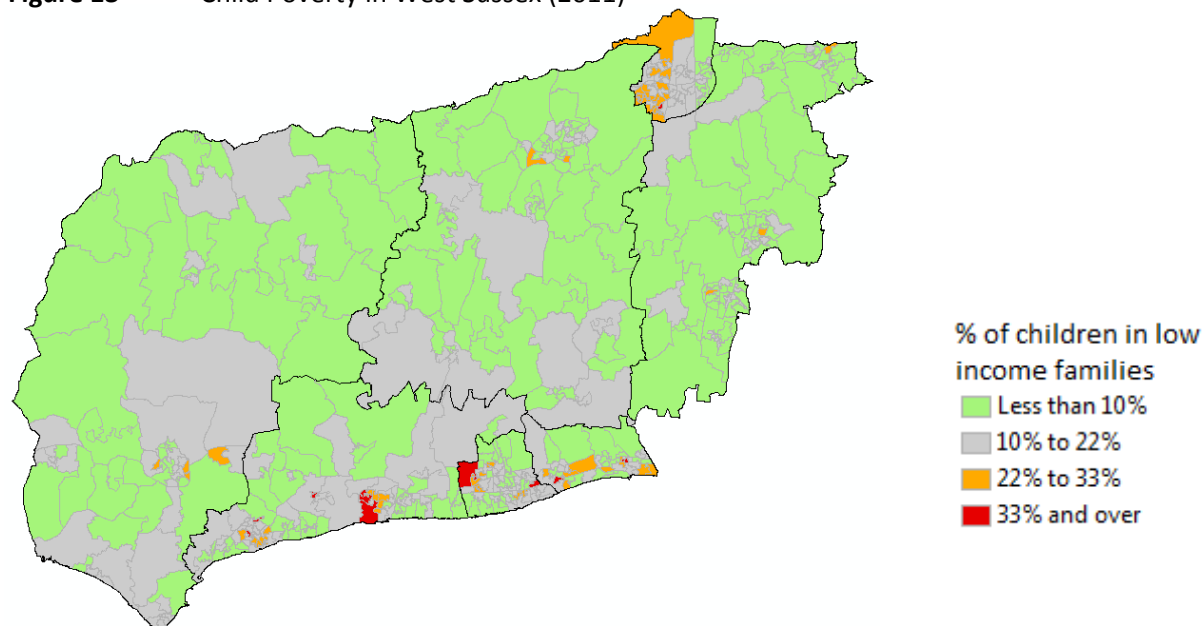 Figure 13 Child Poverty in West Sussex (2011)
% of children in low
income families
Less than 10%
10% to 22%
22% to 33%
33% and over